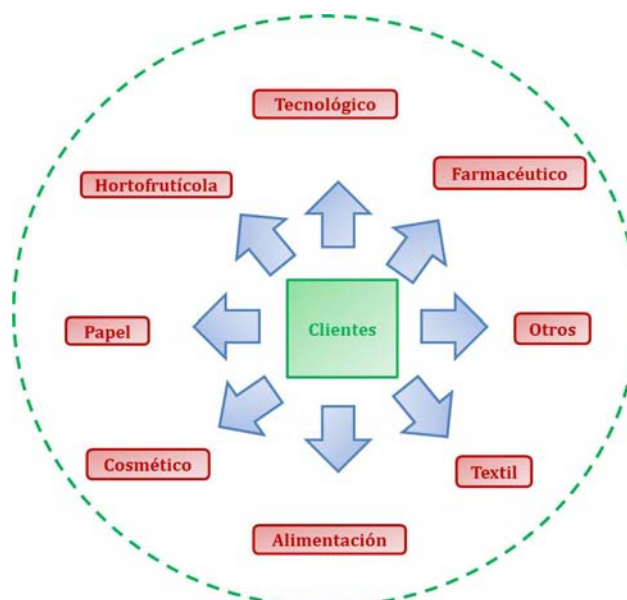 Tecnológico
Farmacéutico
Hortofrutícola
Papel
Clientes
Otros
Cosmético
Textil
Alimentación